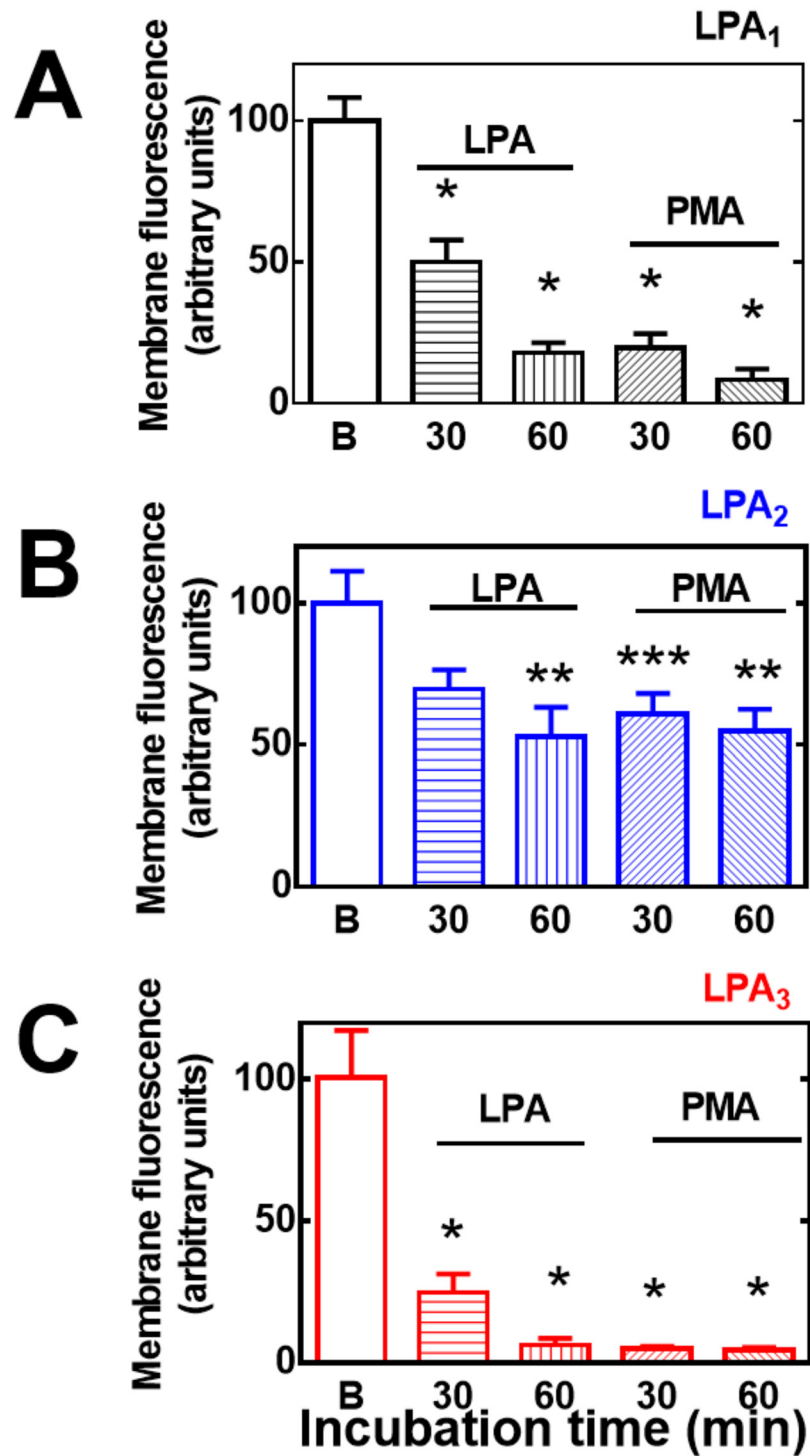 A
LPA₁
Membrane fluorescence
(arbitrary units)
100
50
0
LPA
PMA
*
*
*
*
B 30 60 30 60
B
LPA₂
Membrane fluorescence
(arbitrary units)
100
50
0
LPA
PMA
**
***
**
B 30 60 30 60
C
LPA₃
Membrane fluorescence
(arbitrary units)
100
50
0
LPA
PMA
*
*
*
*
B 30 60 30 60
Incubation time (min)